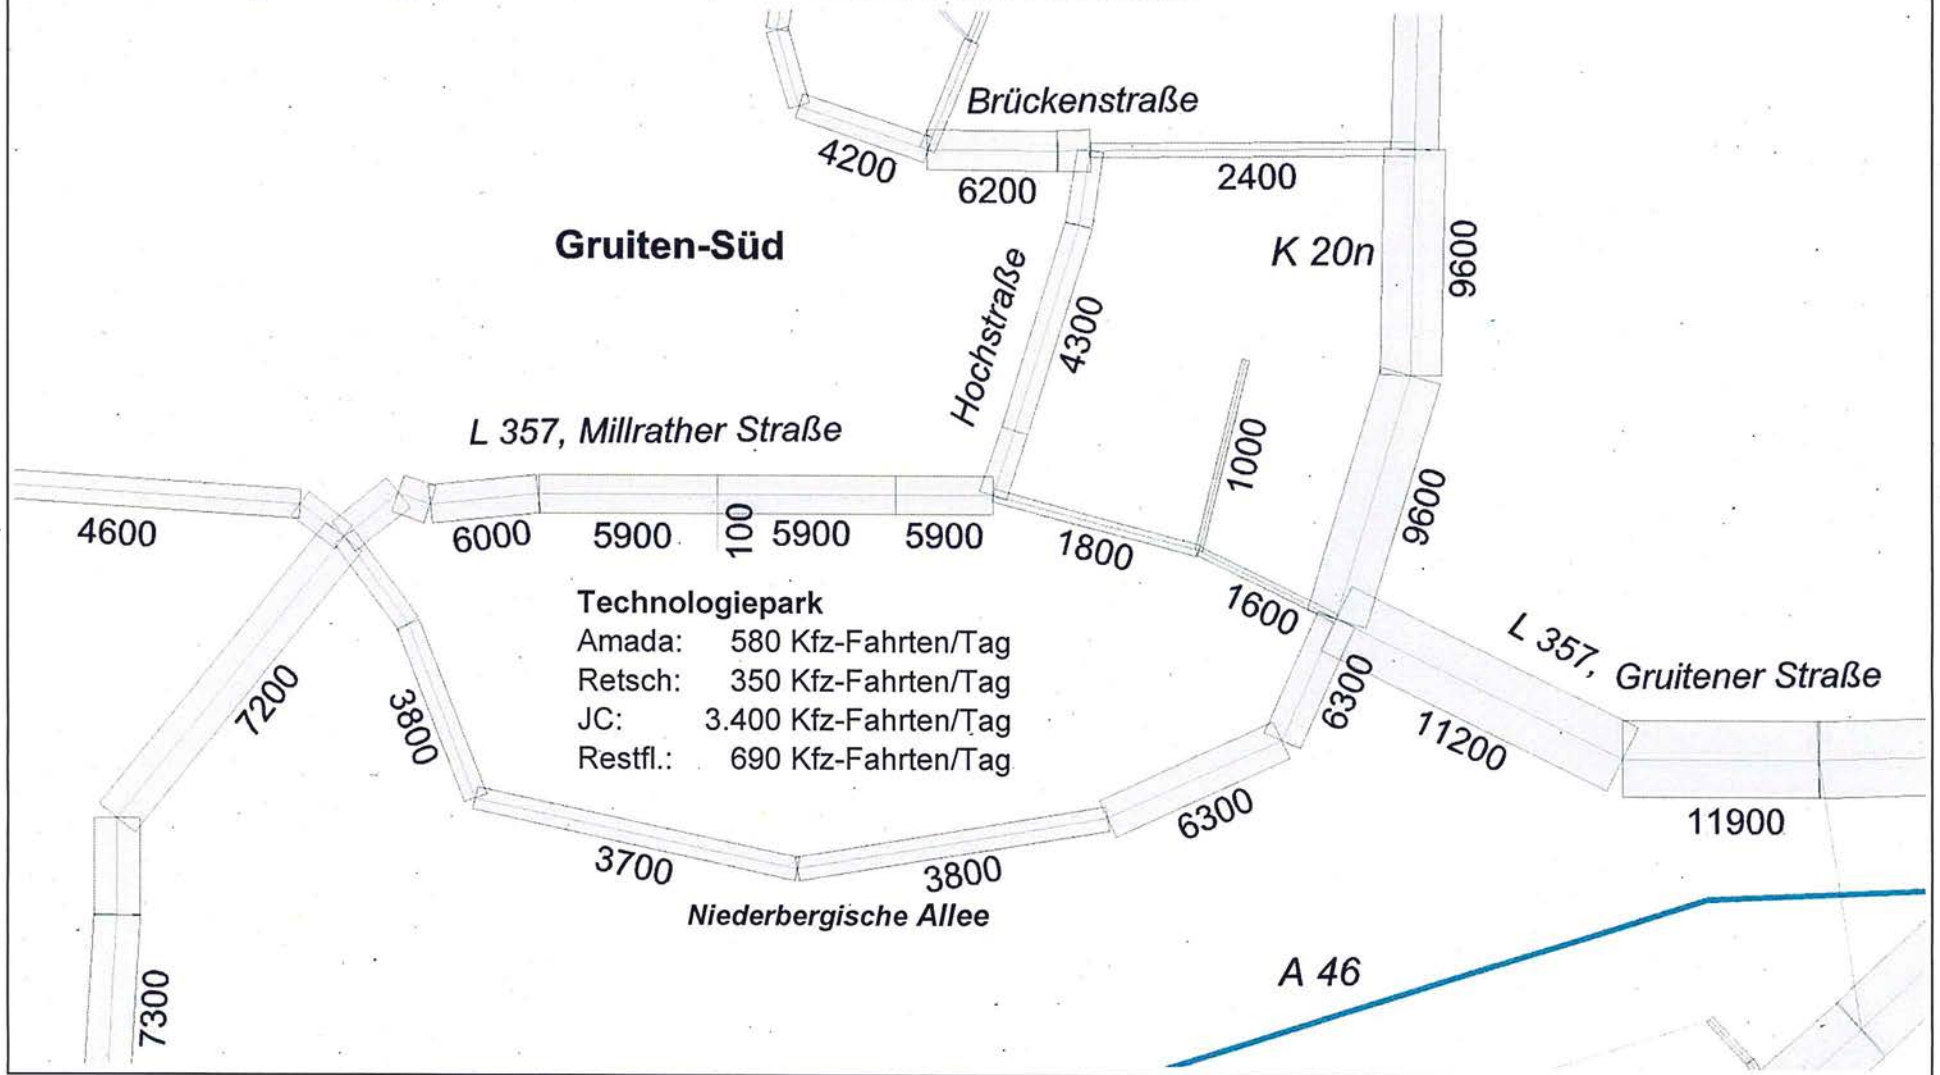 Brückenstraße
4200
6200
2400
Gruiten-Süd
K 20n
9600
Hochstraße
4300
L 357, Millrather Straße
1000
9600
4600
6000
5900
100
5900
5900
1800
1600
Technologiepark
Amada: 580 Kfz-Fahrten/Tag
Retsch: 350 Kfz-Fahrten/Tag
JC: 3.400 Kfz-Fahrten/Tag
Restfl.: 690 Kfz-Fahrten/Tag
L 357, Gruitener Straße
7200
3800
6300
11200
6300
11900
3700
3800
Niederbergische Allee
A 46
7300